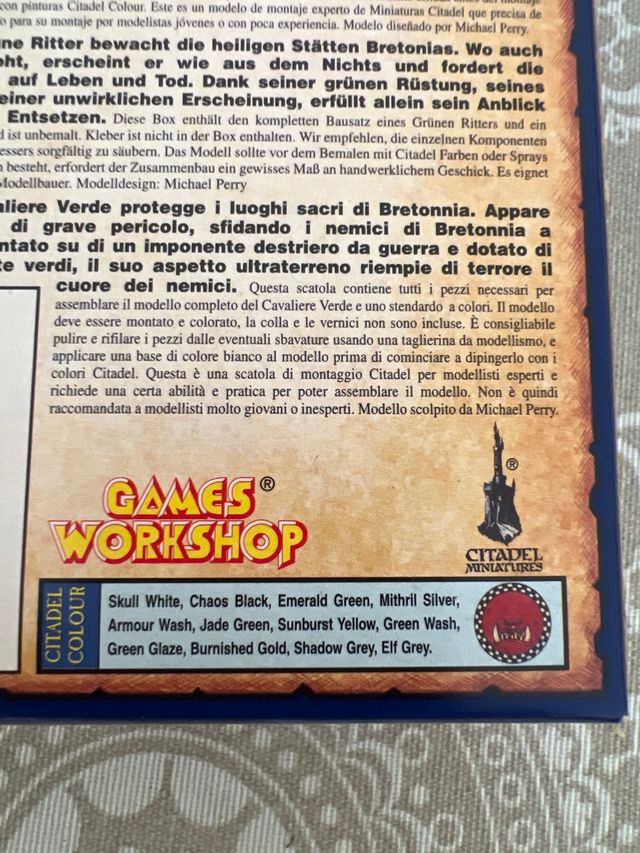 con pinturas Citadel Colour. Este es un modelo de montaje experto de Miniaturas Citadel que precisa de
o para su montaje por modelistas jóvenes o con poca experiencia. Modelo diseñado por Michael Perry.
ne Ritter bewacht die heiligen Stätten Bretonias. Wo auch
oht, erscheint er wie aus dem Nichts und fordert die
auf Leben und Tod. Dank seiner grünen Rüstung, seines
einer unwirklichen Erscheinung, erfüllt allein sein Anblick
Entsetzen. Diese Box enthält den kompletten Bausatz eines Grünen Ritters und ein
d ist unbemalt. Kleber ist nicht in der Box enthalten. Wir empfehlen, die einzelnen Komponenten
essers sorgfältig zu säubern. Das Modell sollte vor dem Bemalen mit Citadel Farben oder Sprays
n besteht, erfordert der Zusammenbau ein gewisses Maß an handwerklichem Geschick. Es eignet
Modellbauer. Modelldesign: Michael Perry
aliere Verde protegge i luoghi sacri di Bretonnia. Appare
di grave pericolo, sfidando i nemici di Bretonnia a
ntato su di un imponente destriero da guerra e dotato di
te verdi, il suo aspetto ultraterreno riempie di terrore il
cuore dei nemici. Questa scatola contiene tutti i pezzi necessari per
assemblare il modello completo del Cavaliere Verde e uno stendardo a colori. Il modello
deve essere montato e colorato, la colla e le vernici non sono incluse. È consigliabile
pulire e rifilare i pezzi dalle eventuali sbavature usando una taglierina da modellismo, e
applicare una base di colore bianco al modello prima di cominciare a dipingerlo con i
colori Citadel. Questa è una scatola di montaggio Citadel per modellisti esperti e
richiede una certa abilità e pratica per poter assemblare il modello. Non è quindi
raccomandata a modellisti molto giovani o inesperti. Modello scolpito da Michael Perry.
GAMES ®
WORKSHOP
®
CITADEL
MINIATURES
CITADEL
COLOUR
Skull White, Chaos Black, Emerald Green, Mithril Silver,
Armour Wash, Jade Green, Sunburst Yellow, Green Wash,
Green Glaze, Burnished Gold, Shadow Grey, Elf Grey.